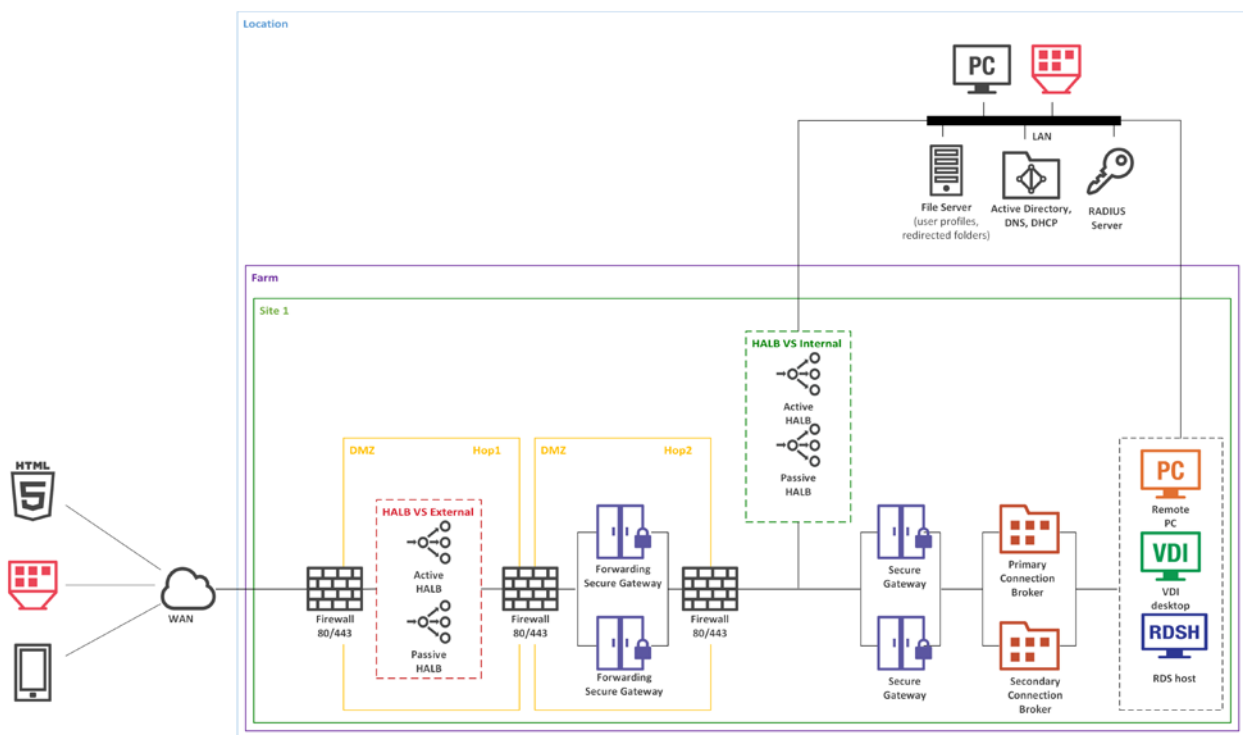 Location
PC
LAN
File Server
(user profiles,
redirected folders)
Active Directory,
DNS, DHCP
RADIUS
Server
Farm
Site 1
HALB VS Internal
Active
HALB
Passive
HALB
DMZ
Hop1
DMZ
Hop2
HTML
5
WAN
Firewall
80/443
HALB VS External
Active
HALB
Passive
HALB
Firewall
80/443
Forwarding
Secure Gateway
Forwarding
Secure Gateway
Firewall
80/443
Secure
Gateway
Secure
Gateway
Primary
Connection
Broker
Secondary
Connection
Broker
PC
Remote
PC
VDI
VDI
desktop
RDSH
RDS host